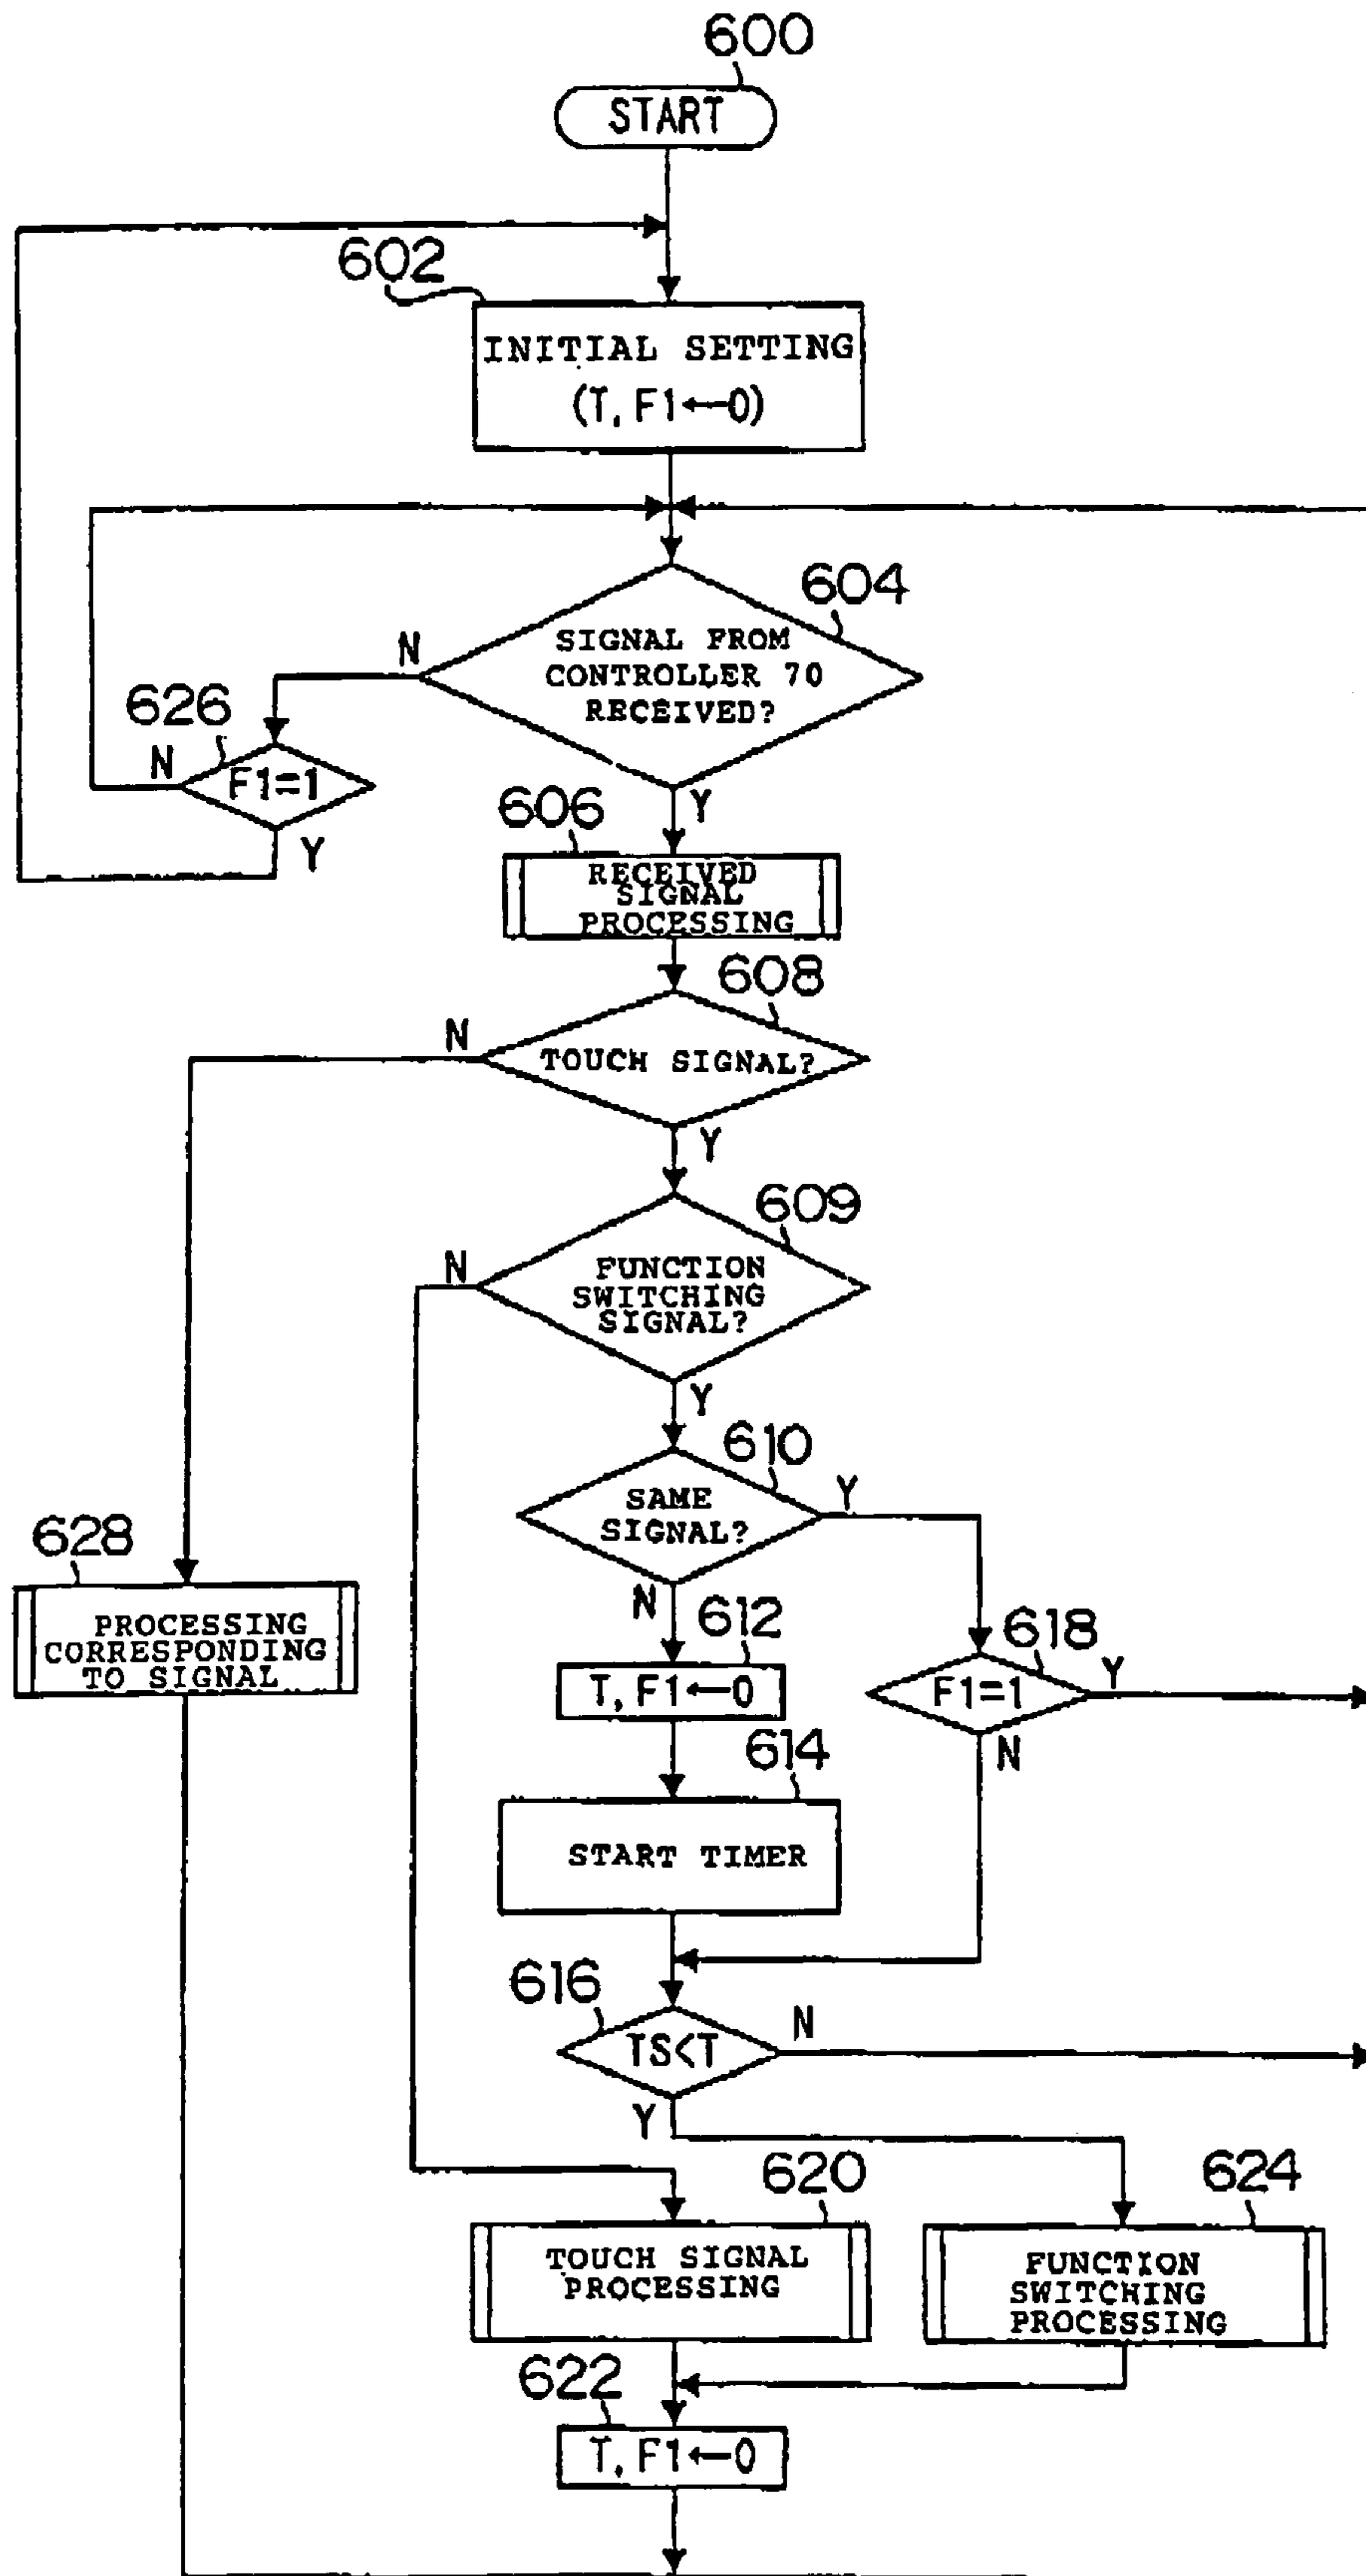 600
START
602
INITIAL SETTING
(T, F1←0)
604
SIGNAL FROM
CONTROLLER 70
RECEIVED?
N
Y
626
F1=1
N
Y
606
RECEIVED
SIGNAL
PROCESSING
608
TOUCH SIGNAL?
N
Y
609
FUNCTION
SWITCHING
SIGNAL?
N
Y
610
SAME
SIGNAL?
Y
N
628
PROCESSING
CORRESPONDING
TO SIGNAL
612
T, F1←0
618
F1=1
Y
N
614
START TIMER
616
TS<T
N
Y
620
TOUCH SIGNAL
PROCESSING
624
FUNCTION
SWITCHING
PROCESSING
622
T, F1←0